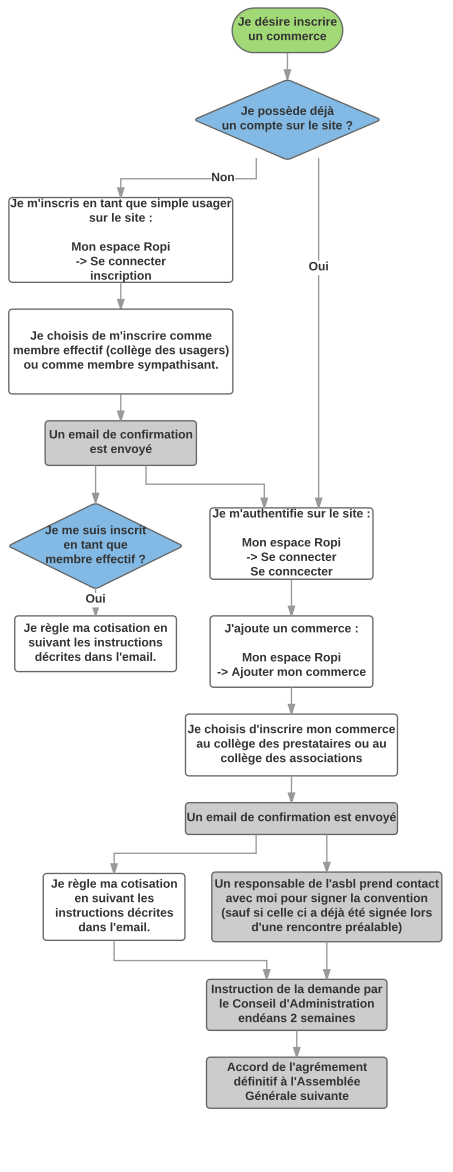 Je désire inscrire
un commerce
Je possède déjà
un compte sur le site ?
Non
Je m'inscris en tant que simple usager
sur le site :
Mon espace Ropi
-> Se connecter
inscription
Oui
Je choisis de m'inscrire comme
membre effectif (collège des usagers)
ou comme membre sympathisant.
Un email de confirmation
est envoyé
Je me suis inscrit
en tant que
membre effectif ?
Je m'authentifie sur le site :
Mon espace Ropi
-> Se connecter
Se conncecter
Oui
Je règle ma cotisation en
suivant les instructions
décrites dans l'email.
J'ajoute un commerce :
Mon espace Ropi
-> Ajouter mon commerce
Je choisis d'inscrire mon commerce
au collège des prestataires ou au
collège des associations
Un email de confirmation est envoyé
Je règle ma cotisation
en suivant les
instructions décrites
dans l'email.
Un responsable de l'asbl prend contact
avec moi pour signer la convention
(sauf si celle ci a déjà été signée lors
d'une rencontre préalable)
Instruction de la demande par
le Conseil d'Administration
endéans 2 semaines
Accord de l'agrémement
définitif à l'Assemblée
Générale suivante